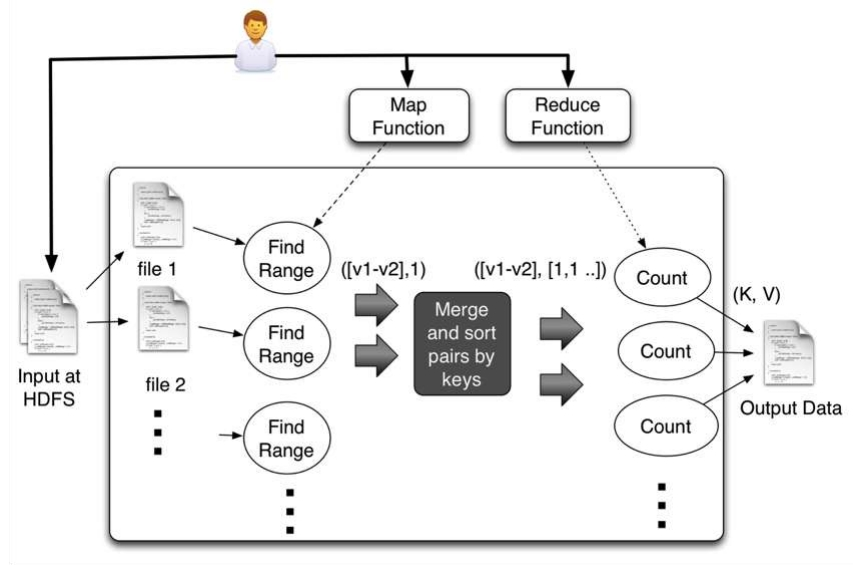 Map
Function
Reduce
Function
file 1
Find
Range
([v1-v2],1)
([v1-v2], [1,1 ..])
Count
(K, V)
Input at
HDFS
file 2
Find
Range
Merge
and sort
pairs by
keys
Count
Output Data
Find
Range
Count